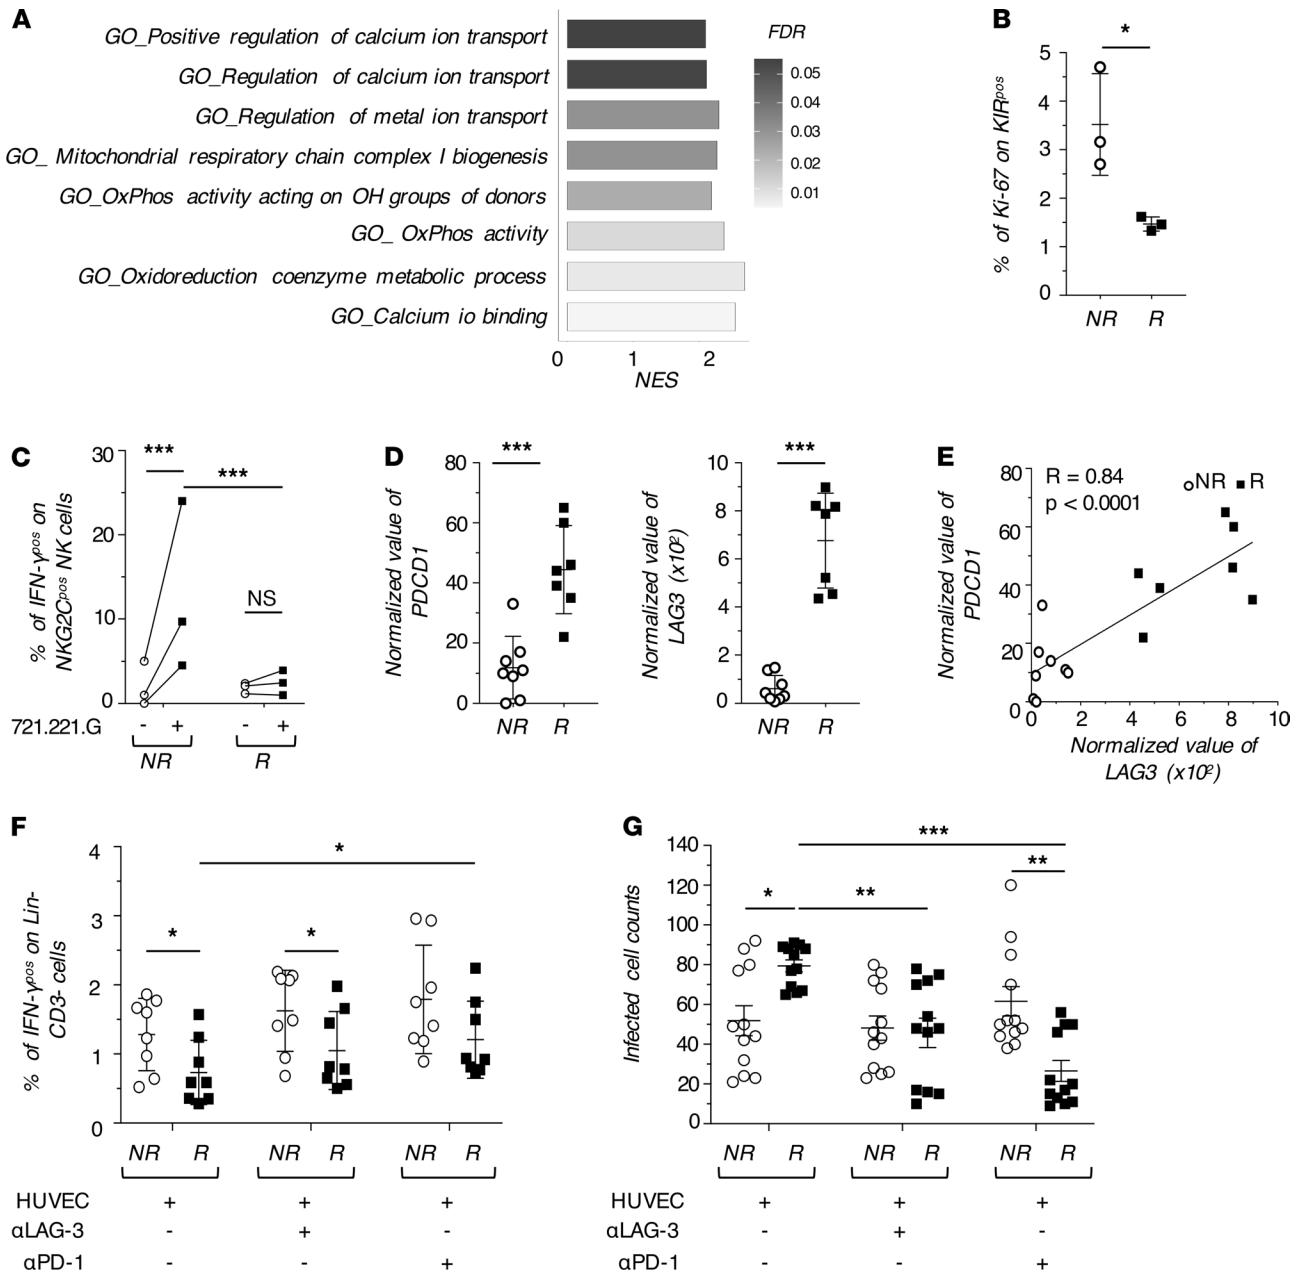 A
GO_Positive regulation of calcium ion transport
GO_Regulation of calcium ion transport
GO_Regulation of metal ion transport
GO_ Mitochondrial respiratory chain complex I biogenesis
GO_OxPhos activity acting on OH groups of donors
GO_ OxPhos activity
GO_Oxidoreduction coenzyme metabolic process
GO_Calcium io binding
0 1 2
NES
FDR
0.05
0.04
0.03
0.02
0.01
B
% of Ki-67 on KIRpos
5
4
3
2
1
0
*
NR R
C
% of IFN-γpos on
NKG2Cpos NK cells
30
20
10
0
***
***
NS
721.221.G - + - +
NR R
D
Normalized value of
PDCD1
80
60
40
20
0
***
NR R
Normalized value of
LAG3 (x10²)
10
8
6
4
2
0
***
NR R
E
Normalized value of
PDCD1
80
60
40
20
0
R = 0.84
p < 0.0001
NR R
0 2 4 6 8 10
Normalized value of
LAG3 (x10²)
F
% of IFN-γpos on Lin-
CD3- cells
4
3
2
1
0
*
*
*
NR R NR R NR R
HUVEC + + +
αLAG-3 - + -
αPD-1 - - +
G
Infected cell counts
140
120
100
80
60
40
20
0
***
**
*
**
NR R NR R NR R
HUVEC + + +
αLAG-3 - + -
αPD-1 - - +